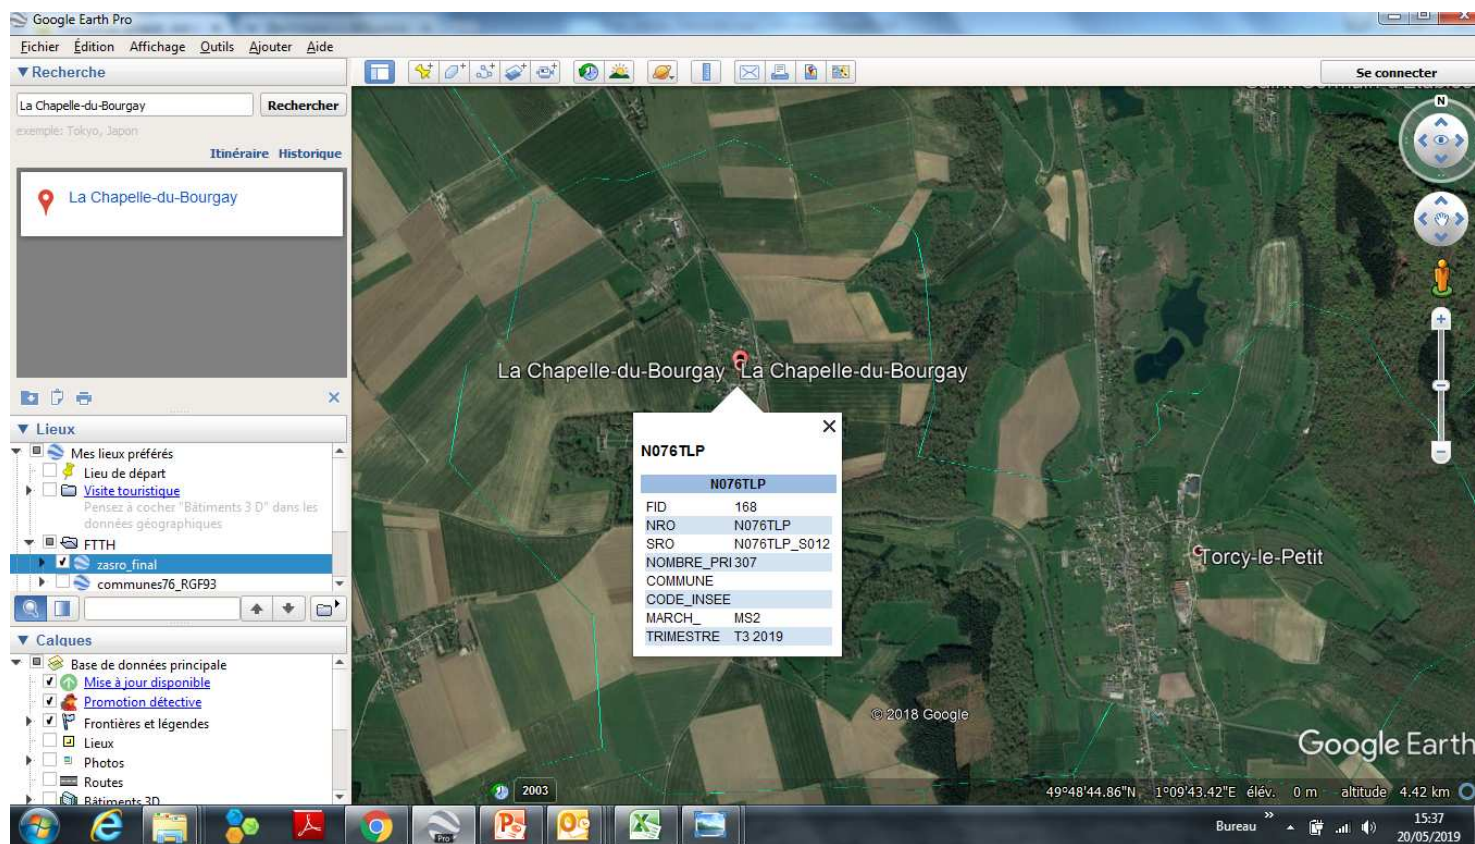 Google Earth Pro
Fichier Édition Affichage Outils Ajouter Aide
Recherche
La Chapelle-du-Bourgay Rechercher
exemple: Tokyo, Japon
Itinéraire Historique
La Chapelle-du-Bourgay
Lieux
Mes lieux préférés
Lieu de départ
Visite touristique
Pensez à cocher "Bâtiments 3 D" dans les
données géographiques
FTTH
zasro_final
communes76_RGF93
Calques
Base de données principale
Mise à jour disponible
Promotion détective
Frontières et légendes
Lieux
Photos
Routes
Bâtiments 3D
Se connecter
N
La Chapelle-du-Bourgay La Chapelle-du-Bourgay
N076TLP
N076TLP
FID 168
NRO N076TLP
SRO N076TLP_S012
NOMBRE_PRI 307
COMMUNE
CODE_INSEE
MARCH_ MS2
TRIMESTRE T3 2019
Torcy-le-Petit
© 2018 Google
Google Earth
2003
49°48'44.86"N 1°09'43.42"E élév. 0 m altitude 4.42 km
Pro
Bureau
15:37
20/05/2019